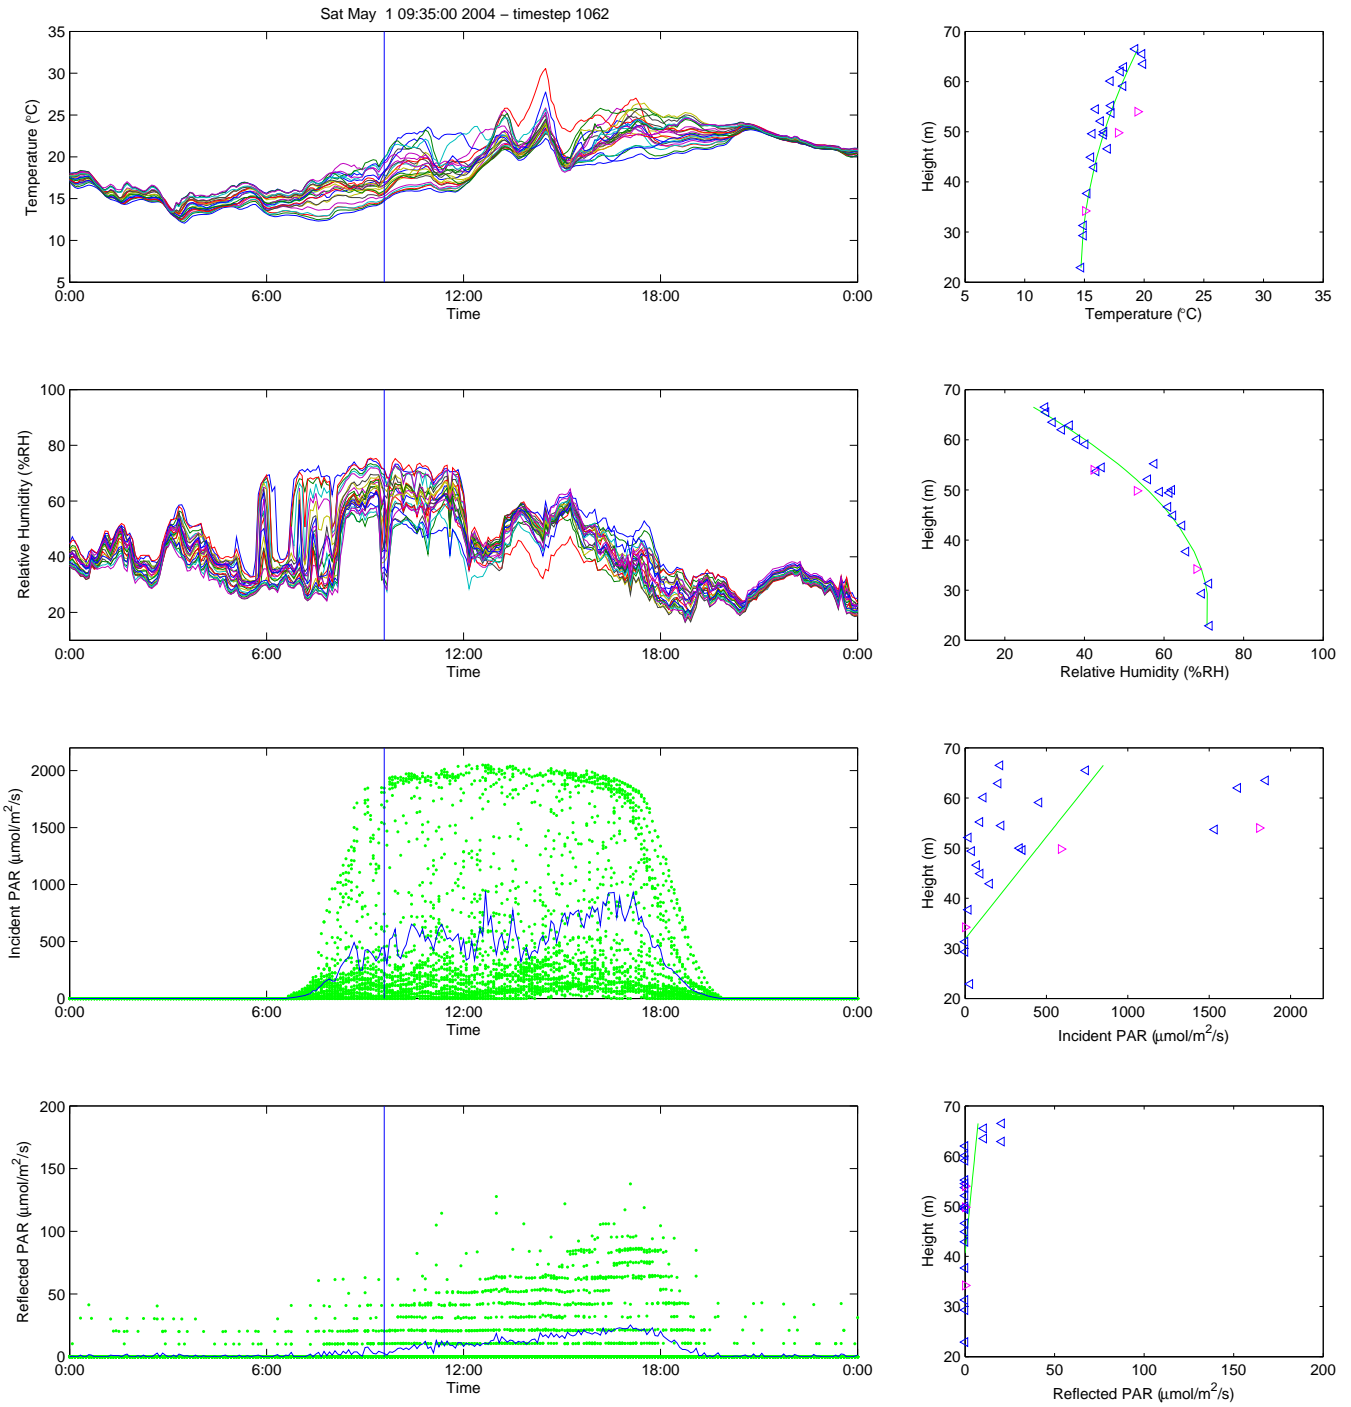 Sat May  1 09:35:00 2004 − timestep 1062
35
30
25
20
15
10
5
0:00 6:00 12:00 18:00 0:00
Time
Temperature (°C)
70
60
50
40
30
20
5 10 15 20 25 30 35
Temperature (°C)
Height (m)
100
80
60
40
20
0:00 6:00 12:00 18:00 0:00
Time
Relative Humidity (%RH)
70
60
50
40
30
20
20 40 60 80 100
Relative Humidity (%RH)
Height (m)
2000
1500
1000
500
0
0:00 6:00 12:00 18:00 0:00
Time
Incident PAR (μmol/m²/s)
70
60
50
40
30
20
0 500 1000 1500 2000
Incident PAR (μmol/m²/s)
Height (m)
200
150
100
50
0
0:00 6:00 12:00 18:00 0:00
Time
Reflected PAR (μmol/m²/s)
70
60
50
40
30
20
0 50 100 150 200
Reflected PAR (μmol/m²/s)
Height (m)